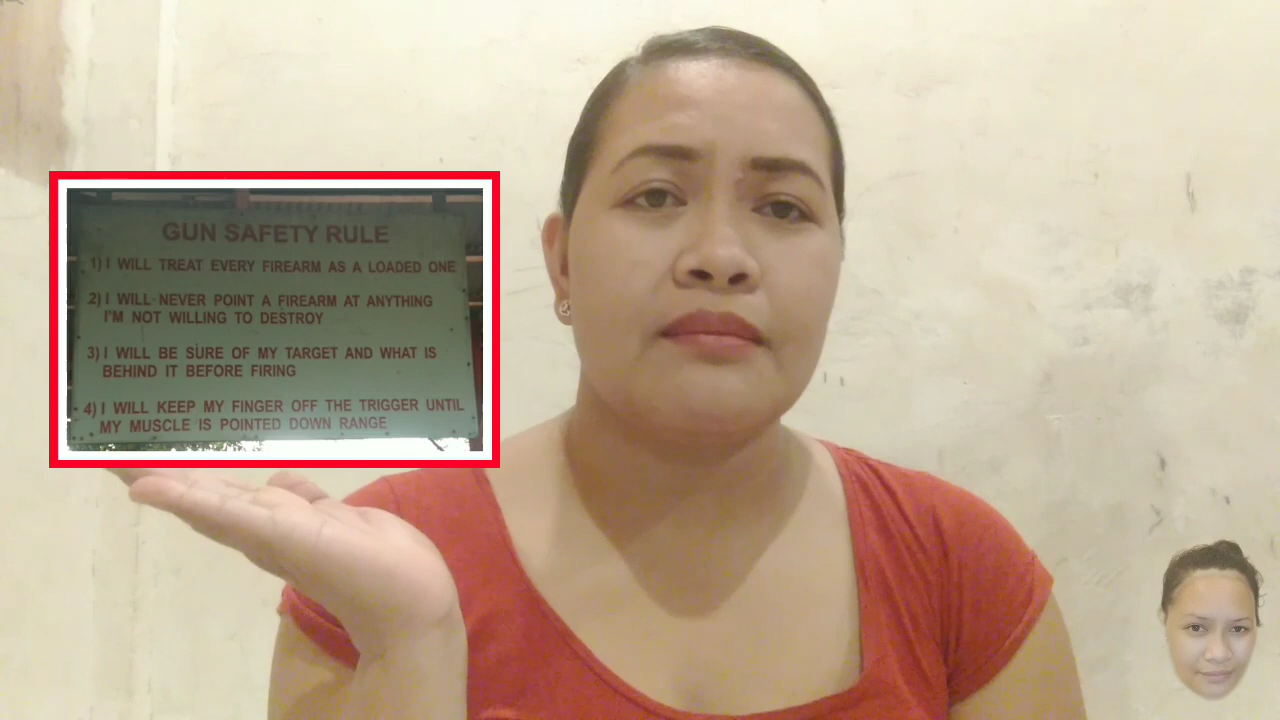 GUN SAFETY RULE
1) I WILL TREAT EVERY FIREARM AS A LOADED ONE
2) I WILL NEVER POINT A FIREARM AT ANYTHING
I'M NOT WILLING TO DESTROY
3) I WILL BE SURE OF MY TARGET AND WHAT IS
BEHIND IT BEFORE FIRING
4) I WILL KEEP MY FINGER OFF THE TRIGGER UNTIL
MY MUSCLE IS POINTED DOWN RANGE